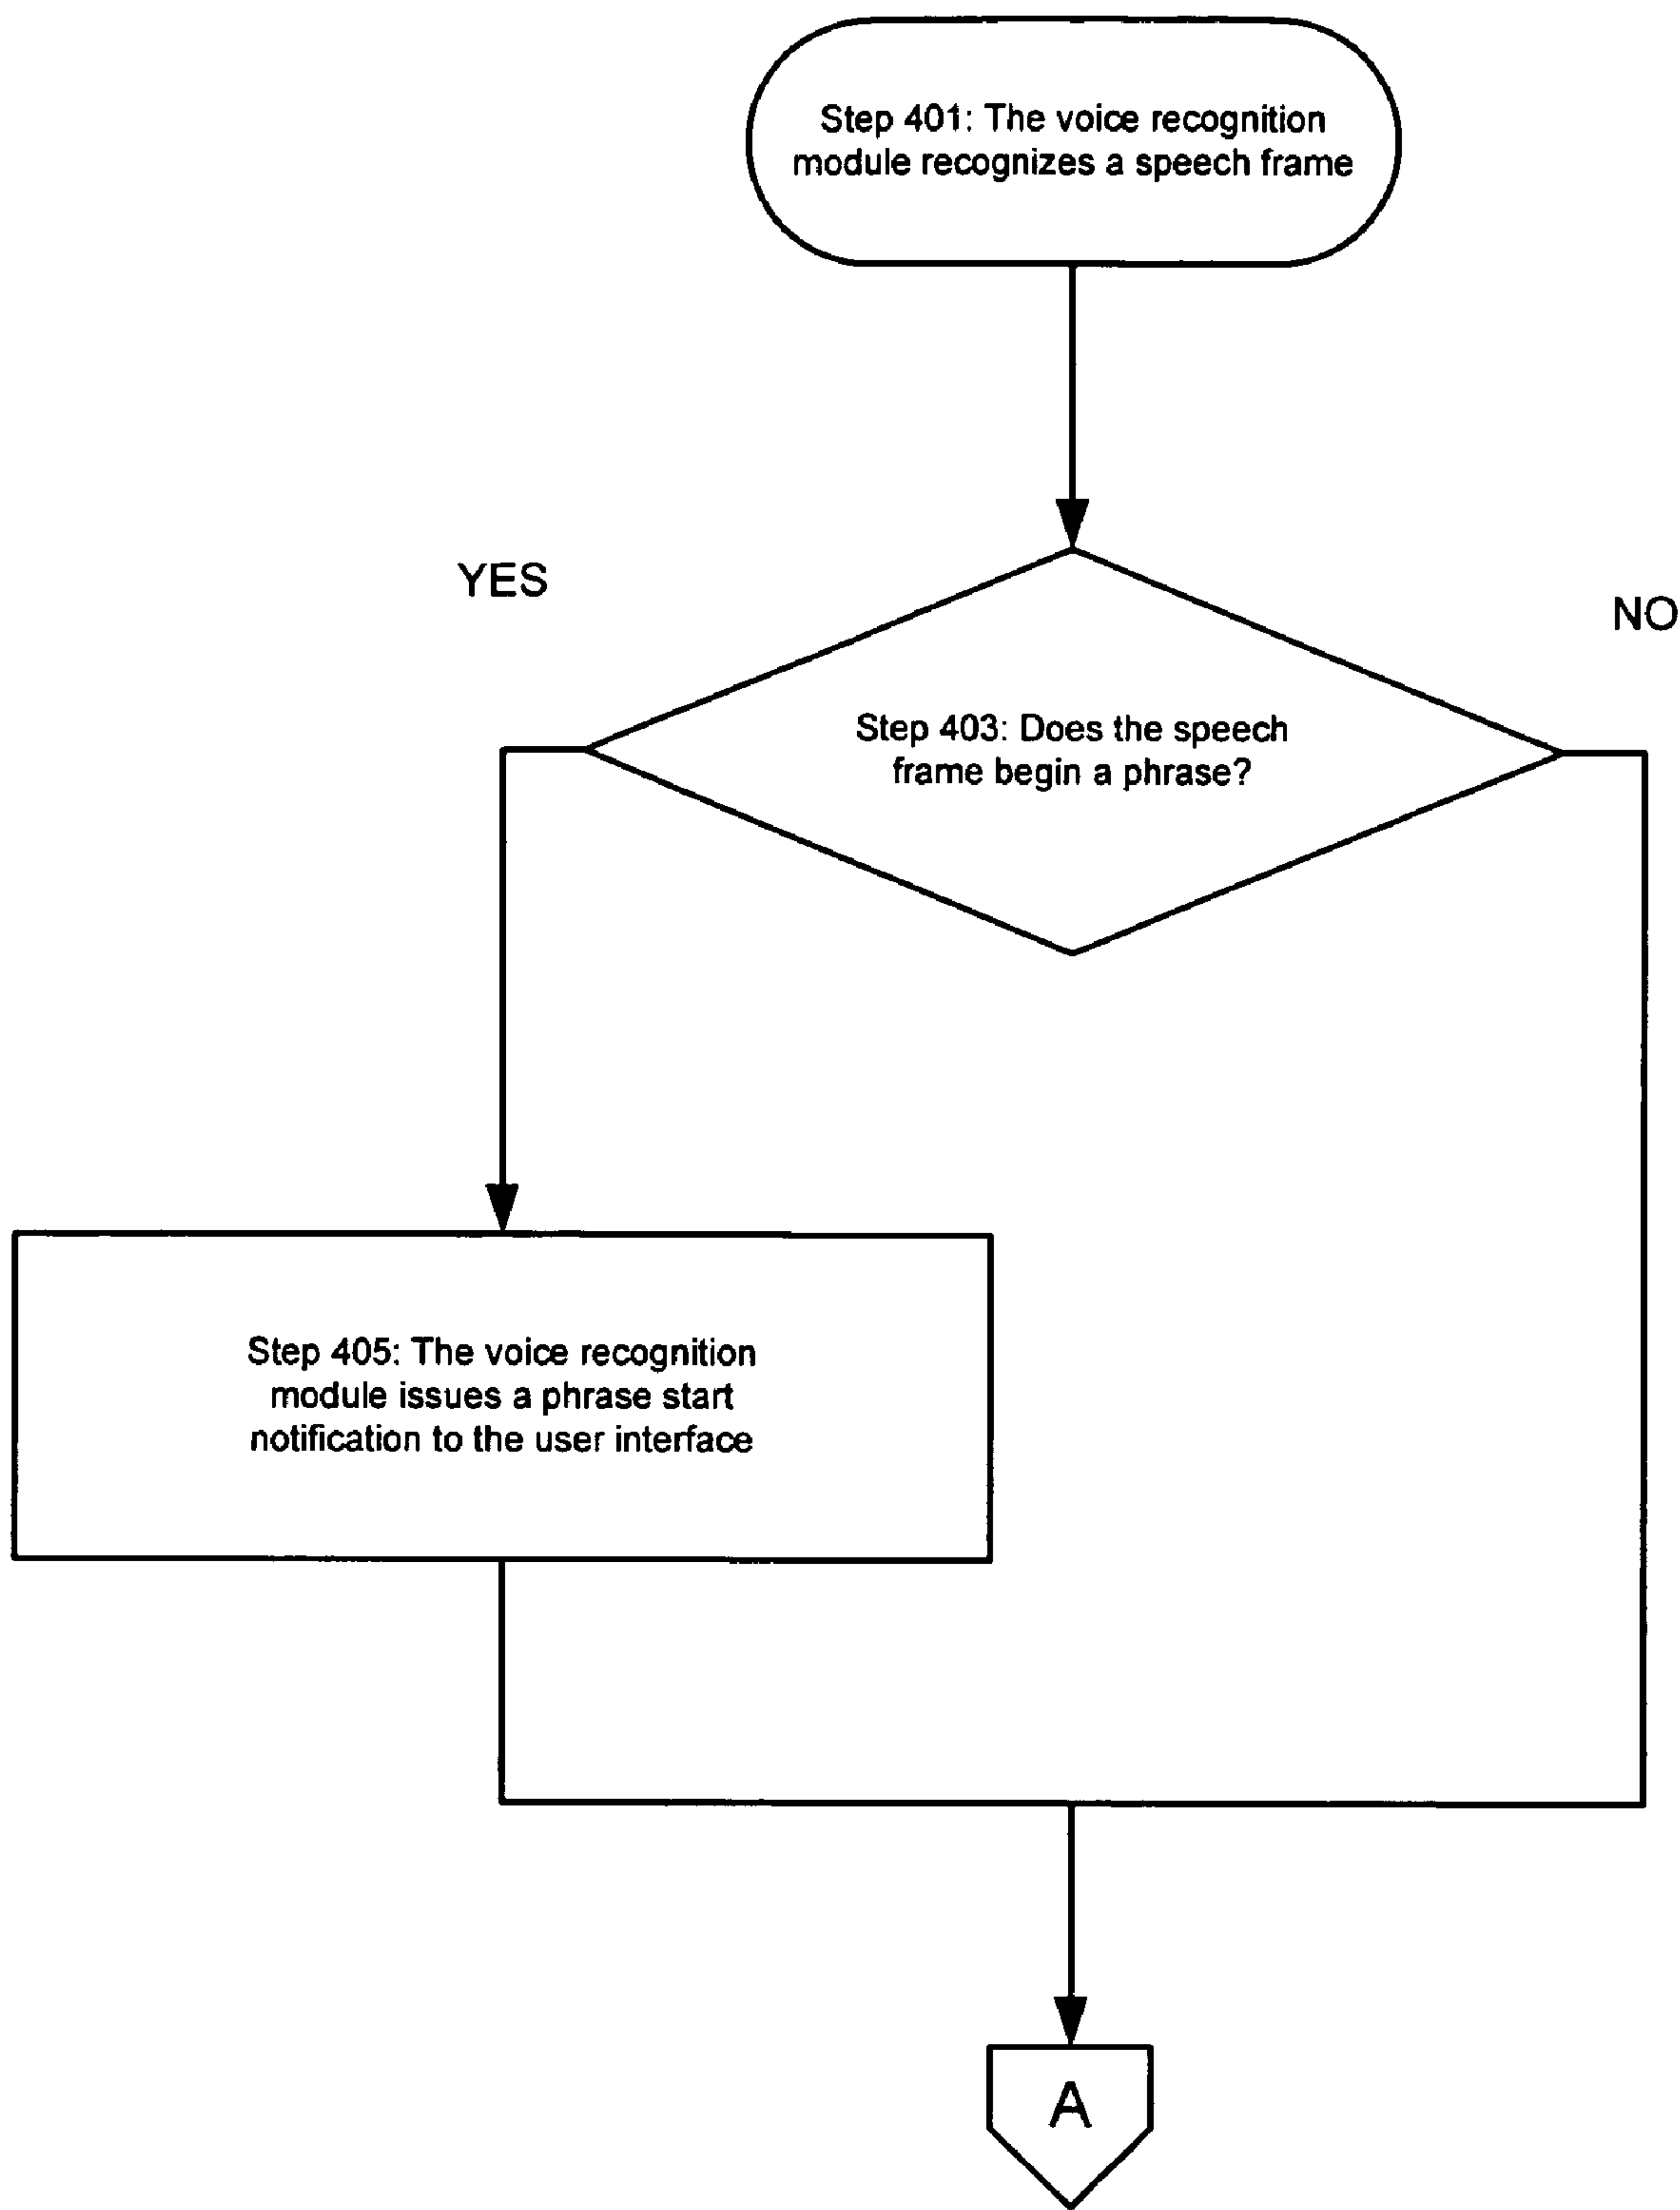 Step 401: The voice recognition
module recognizes a speech frame
YES
NO
Step 403: Does the speech
frame begin a phrase?
Step 405: The voice recognition
module issues a phrase start
notification to the user interface
A